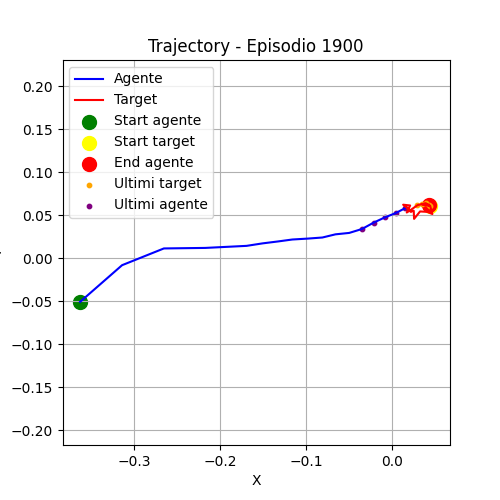 Trajectory - Episodio 1900
Agente
Target
Start agente
Start target
End agente
Ultimi target
Ultimi agente
0.20
0.15
0.10
0.05
0.00
−0.05
−0.10
−0.15
−0.20
−0.3
−0.2
−0.1
0.0
X